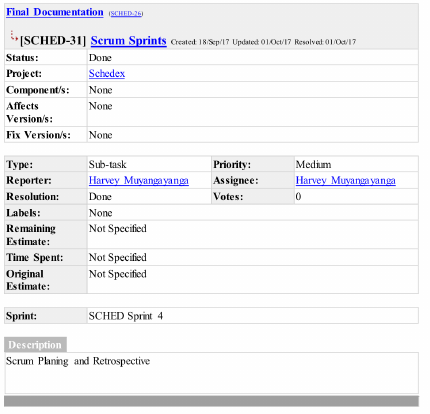 Final Documentation (SCHED-26)
[SCHED-31] Scrum Sprints Created: 18/Sep/17 Updated: 01/Oct/17 Resolved: 01/Oct/17
Status: Done
Project: Schedex
Component/s: None
Affects Version/s: None
Fix Version/s: None
Type: Sub-task Priority: Medium
Reporter: Harvey Muyangayanga Assignee: Harvey Muyangayanga
Resolution: Done Votes: 0
Labels: None
Remaining Estimate: Not Specified
Time Spent: Not Specified
Original Estimate: Not Specified
Sprint: SCHED Sprint 4
Description
Scrum Planing and Retrospective